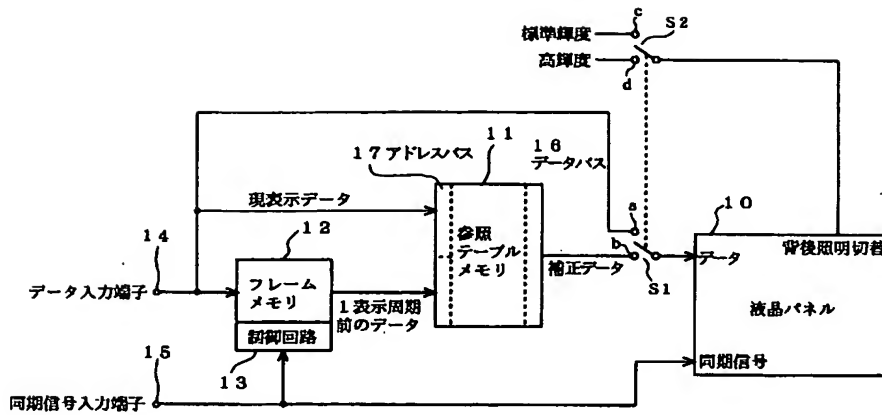 c
標準輝度
S2
高輝度
d
11
17 アドレスバス
16
データバス
現表示データ
a
10
14
12
参照
テーブル
メモリ
b
背後照明切替
データ
データ入力端子
フレーム
メモリ
補正データ
S1
1表示周期
前のデータ
液晶パネル
制御回路
15
13
同期信号
同期信号入力端子